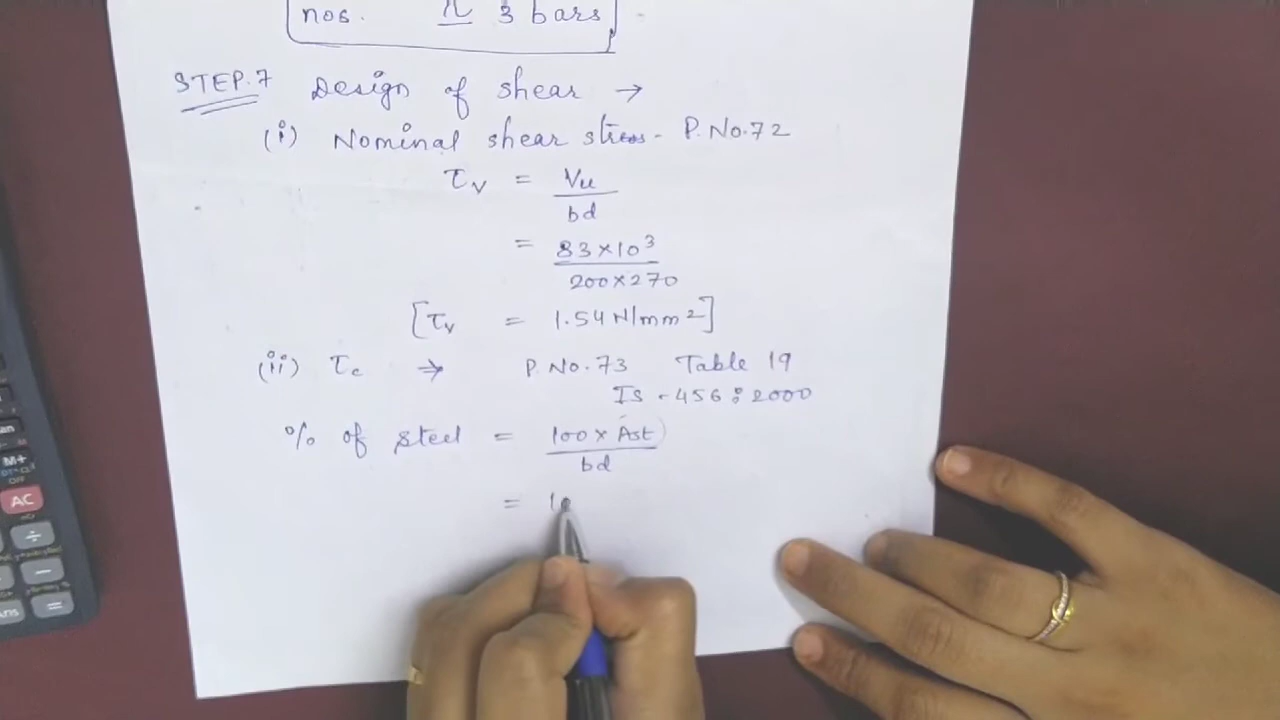 nos. n 3 bars
STEP.7 Design of shear →
(i) Nominal shear stress - P.No.72
τv = Vu / bd
= 83×10³ / 200×270
[τv = 1.54 N/mm²]
(ii) τc → P.No.73 Table 19
IS -456:2000
% of steel = 100 × Ast / bd
= 10
M+
AC
÷
−
=